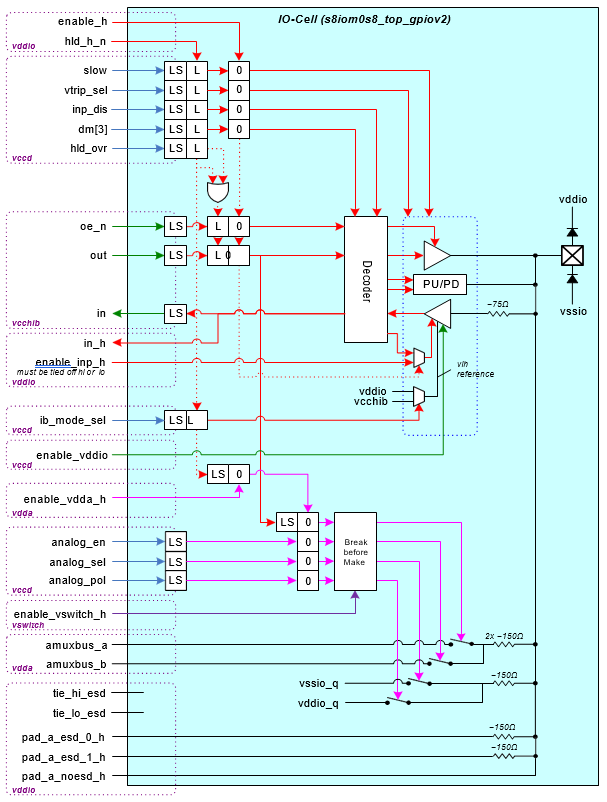 IO-Cell (s8iom0s8_top_gpiov2)
enable_h
hld_h_n
vddio
slow
LS L
0
vtrip_sel
LS L
0
inp_dis
LS L
0
dm[3]
LS L
0
hld_ovr
LS L
vccd
vddio
oe_n
LS
L 0
out
LS
L 0
Decoder
PU/PD
in
LS
~75Ω
vssio
vcchib
in_h
enable_inp_h
must be tied off hi or lo
vddio
vin
reference
vddio
vcchib
ib_mode_sel
LS L
vccd
enable_vddio
vccd
LS 0
enable_vdda_h
vdda
LS 0
analog_en
LS
0
Break
before
Make
analog_sel
LS
0
analog_pol
LS
0
vccd
enable_vswitch_h
vswitch
amuxbus_a
2x ~150Ω
amuxbus_b
vdda
vssio_q
~150Ω
tie_hi_esd
vddio_q
tie_lo_esd
pad_a_esd_0_h
~150Ω
pad_a_esd_1_h
~150Ω
pad_a_noesd_h
vddio